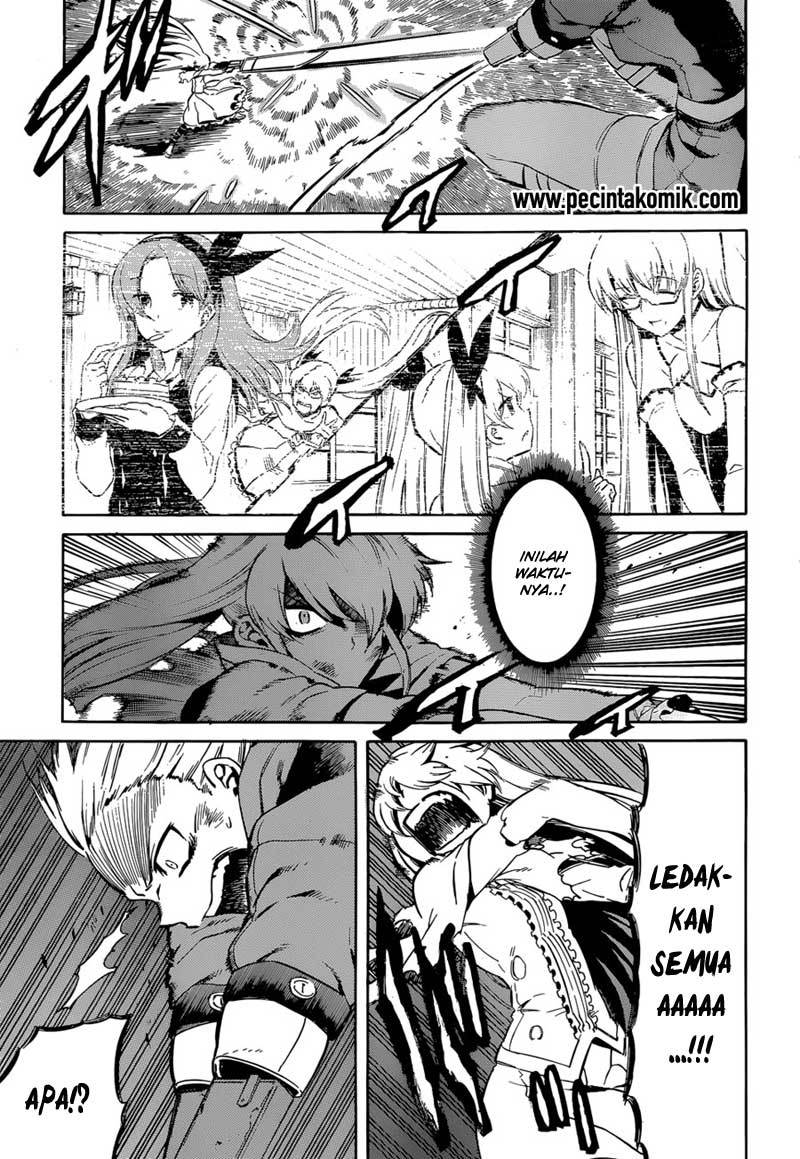 www.pecintakomik.com
INILAH
WAKTU-
NYA..!
LEDAK-
KAN
SEMUA
AAAAA
....!!!
APA!?